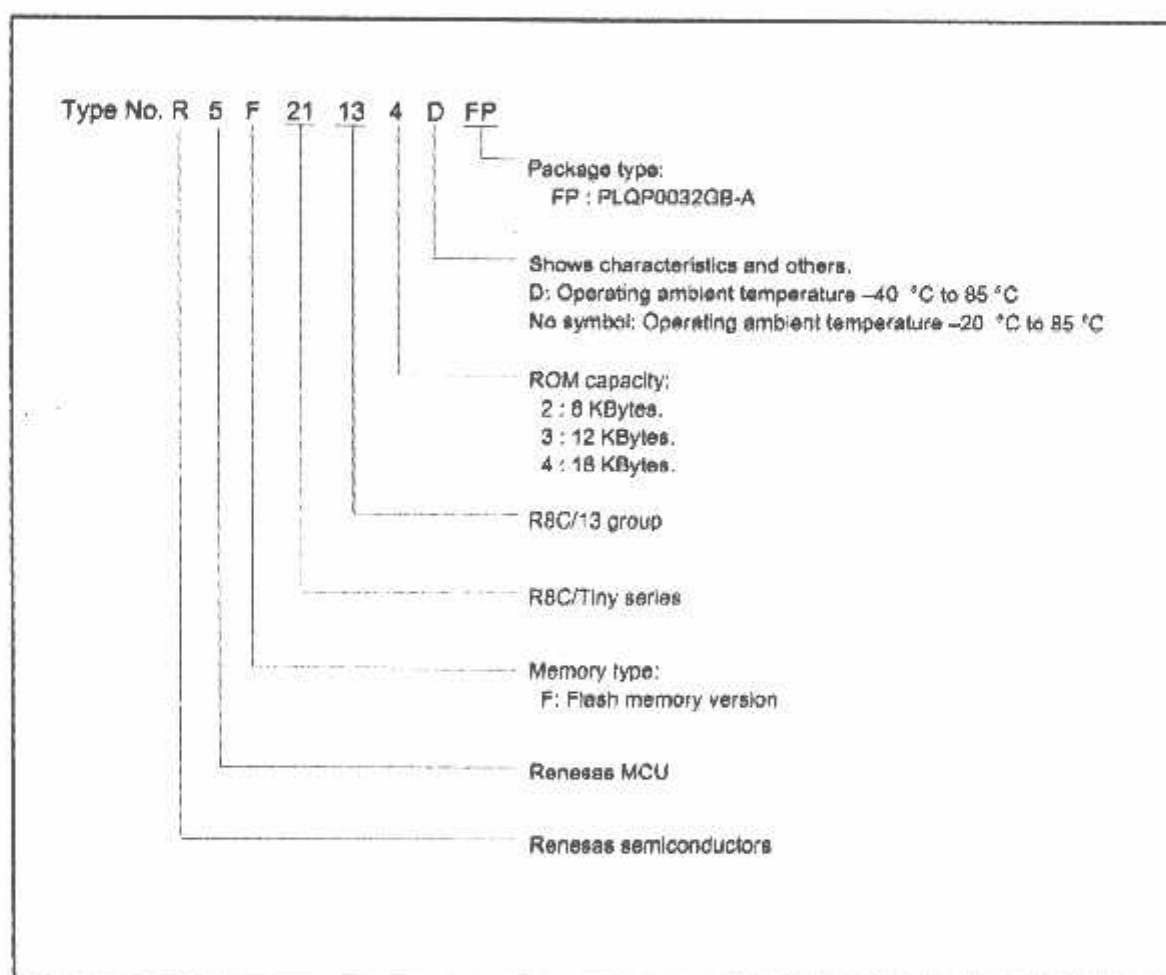 Type No. R 5 F 21 13 4 D FP
Package type:
FP : PLQP0032GB-A
Shows characteristics and others.
D: Operating ambient temperature –40 °C to 85 °C
No symbol: Operating ambient temperature –20 °C to 85 °C
ROM capacity:
2 : 8 KBytes.
3 : 12 KBytes.
4 : 16 KBytes.
R8C/13 group
R8C/Tiny series
Memory type:
F: Flash memory version
Renesas MCU
Renesas semiconductors